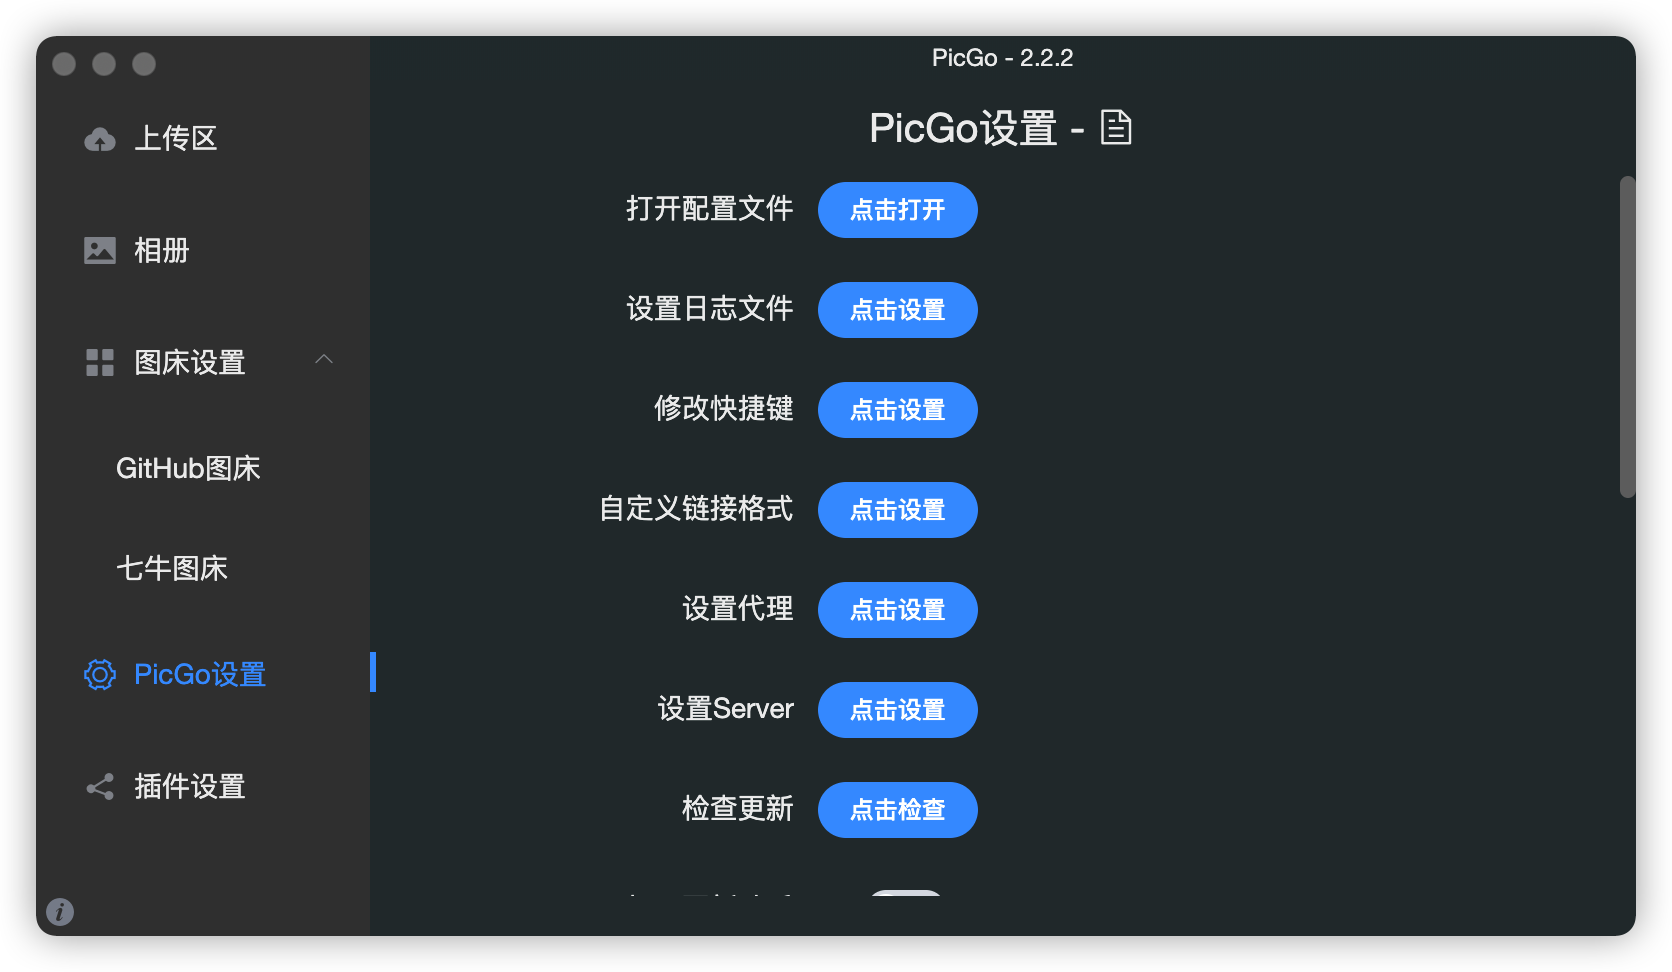 PicGo - 2.2.2
上传区
相册
图床设置
GitHub图床
七牛图床
PicGo设置
插件设置
PicGo设置 -
打开配置文件 点击打开
设置日志文件 点击设置
修改快捷键 点击设置
自定义链接格式 点击设置
设置代理 点击设置
设置Server 点击设置
检查更新 点击检查